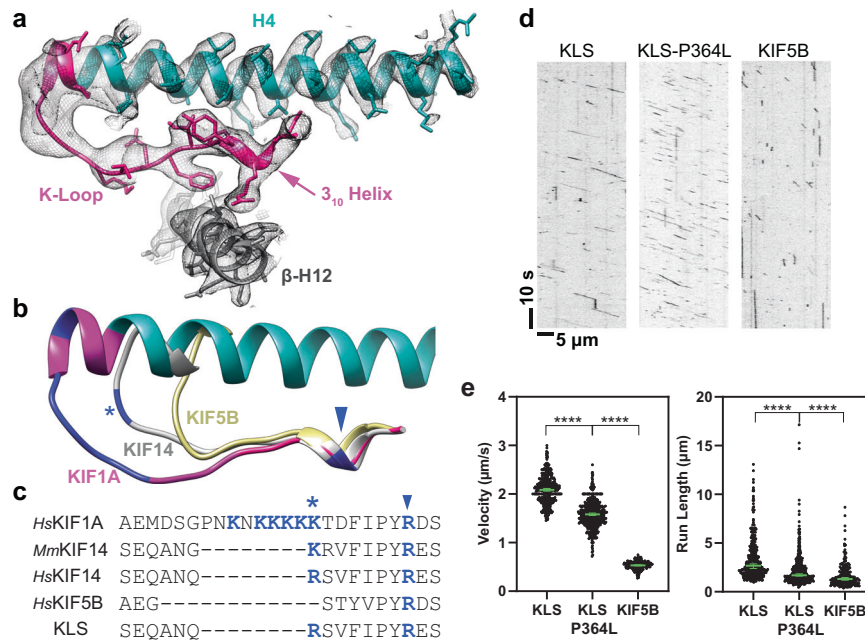 a
H4
K-Loop
3₁₀ Helix
β-H12
b
*
KIF5B
KIF14
KIF1A
c
*
HsKIF1A AEMDSGPNNKNKKKKKTDFIPYRDS
MmKIF14 SEQANG---------KRVFIPYRES
HsKIF14 SEQANQ---------RSVFIPYRES
HsKIF5B AEG-------------STYVPYRDS
KLS SEQANQ---------RSVFIPYRES
d
KLS KLS-P364L KIF5B
10 s
5 µm
e
Velocity (µm/s)
4
3
2
1
0
**** ****
KLS KLS KIF5B
P364L
Run Length (µm)
20
15
10
5
0
**** ****
KLS KLS KIF5B
P364L